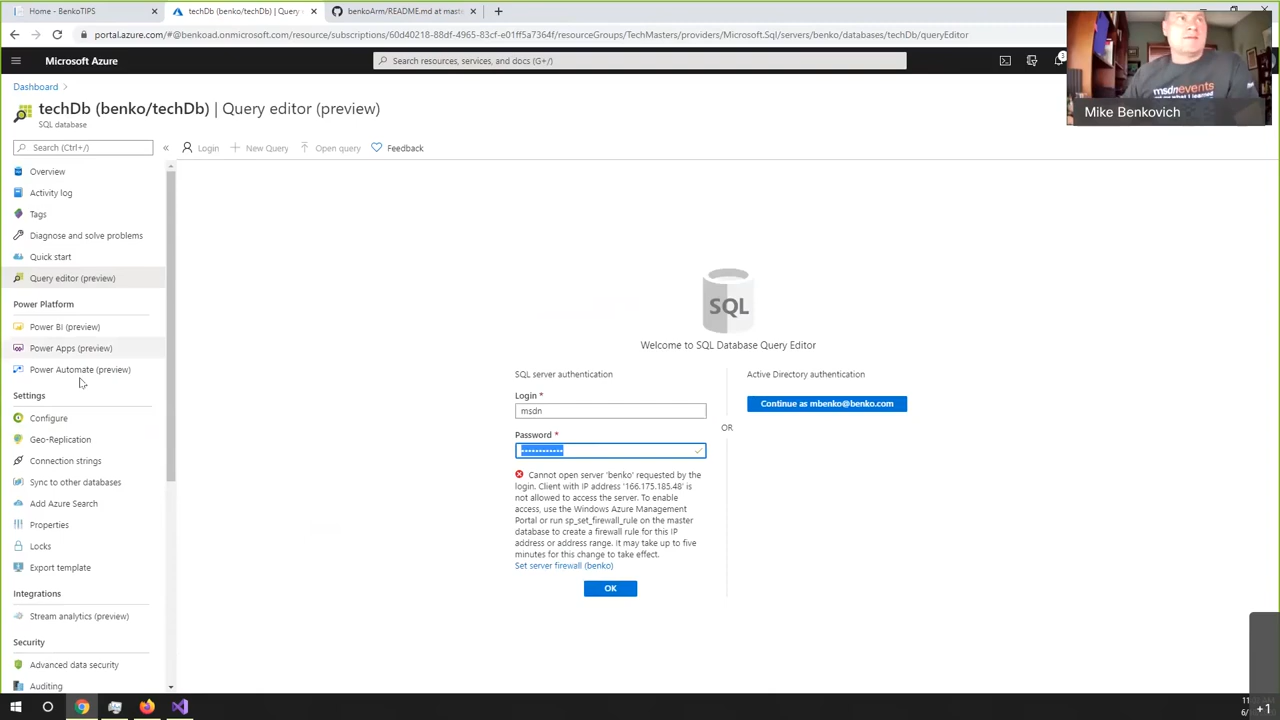 Home - BenkoTIPS
techDb (benko/techDb) | Query e
benkoArm/README.md at maste
portal.azure.com/#@benkoad.onmicrosoft.com/resource/subscriptions/60d40218-88df-4965-83cf-e01ff5a7364f/resourceGroups/TechMasters/providers/Microsoft.Sql/servers/benko/databases/techDb/queryEditor
Microsoft Azure
Search resources, services, and docs (G+/)
msdnevents
Mike Benkovich
Dashboard >
techDb (benko/techDb) | Query editor (preview)
SQL database
Search (Ctrl+/)
«
Login
New Query
Open query
Feedback
Overview
Activity log
Tags
Diagnose and solve problems
Quick start
Query editor (preview)
Power Platform
Power BI (preview)
Power Apps (preview)
Power Automate (preview)
Settings
Configure
Geo-Replication
Connection strings
Sync to other databases
Add Azure Search
Properties
Locks
Export template
Integrations
Stream analytics (preview)
Security
Advanced data security
Auditing
SQL
Welcome to SQL Database Query Editor
SQL server authentication
Login *
msdn
Password *
••••••••••••
Cannot open server 'benko' requested by the
login. Client with IP address '166.175.185.48' is
not allowed to access the server. To enable
access, use the Windows Azure Management
Portal or run sp_set_firewall_rule on the master
database to create a firewall rule for this IP
address or address range. It may take up to five
minutes for this change to take effect.
Set server firewall (benko)
OK
OR
Active Directory authentication
Continue as mbenko@benko.com
+1